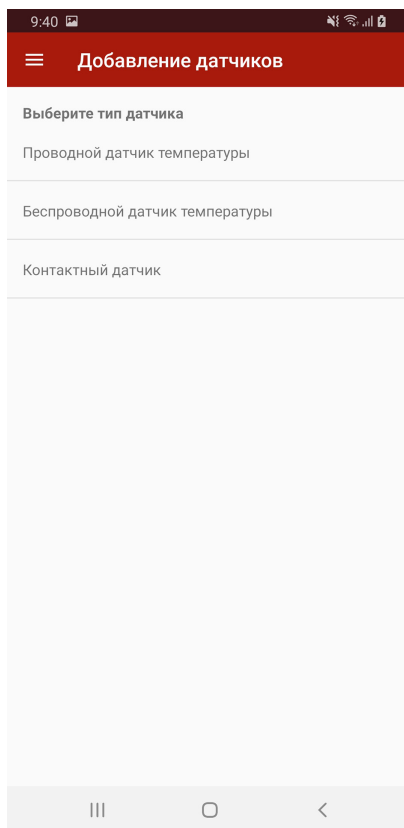 9:40
Добавление датчиков
Выберите тип датчика
Проводной датчик температуры
Беспроводной датчик температуры
Контактный датчик